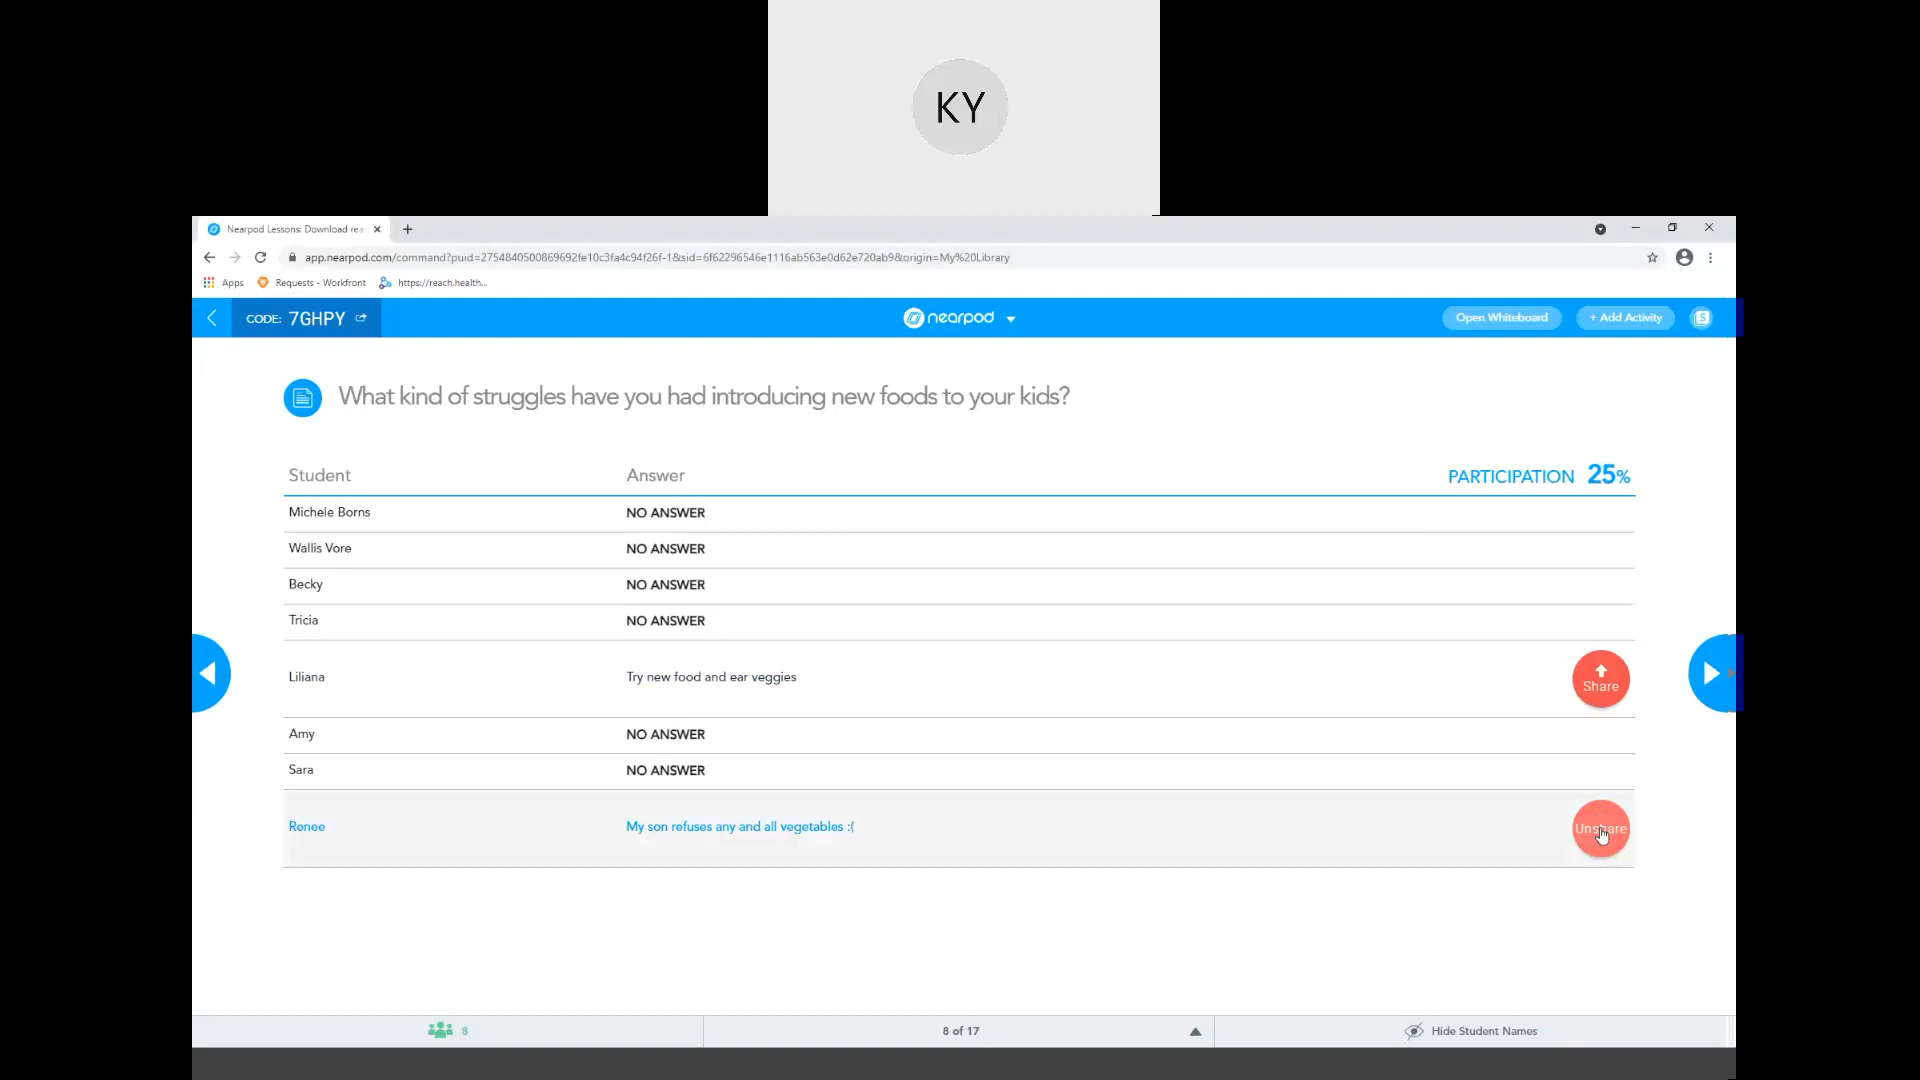 KY
Nearpod Lessons: Download rea
app.nearpod.com/command?puid=2754840500869692fe10c3fa4c94f26f-1&sid=6f62296546e1116ab563e0d62e720ab9&origin=My%20Library
Apps Requests - Workfront https://reach.health...
CODE: 7GHPY nearpod Open Whiteboard + Add Activity S
What kind of struggles have you had introducing new foods to your kids?
Student Answer PARTICIPATION 25%
Michele Borns NO ANSWER
Wallis Vore NO ANSWER
Becky NO ANSWER
Tricia NO ANSWER
Liliana Try new food and ear veggies Share
Amy NO ANSWER
Sara NO ANSWER
Renee My son refuses any and all vegetables :( Unshare
8 8 of 17 Hide Student Names